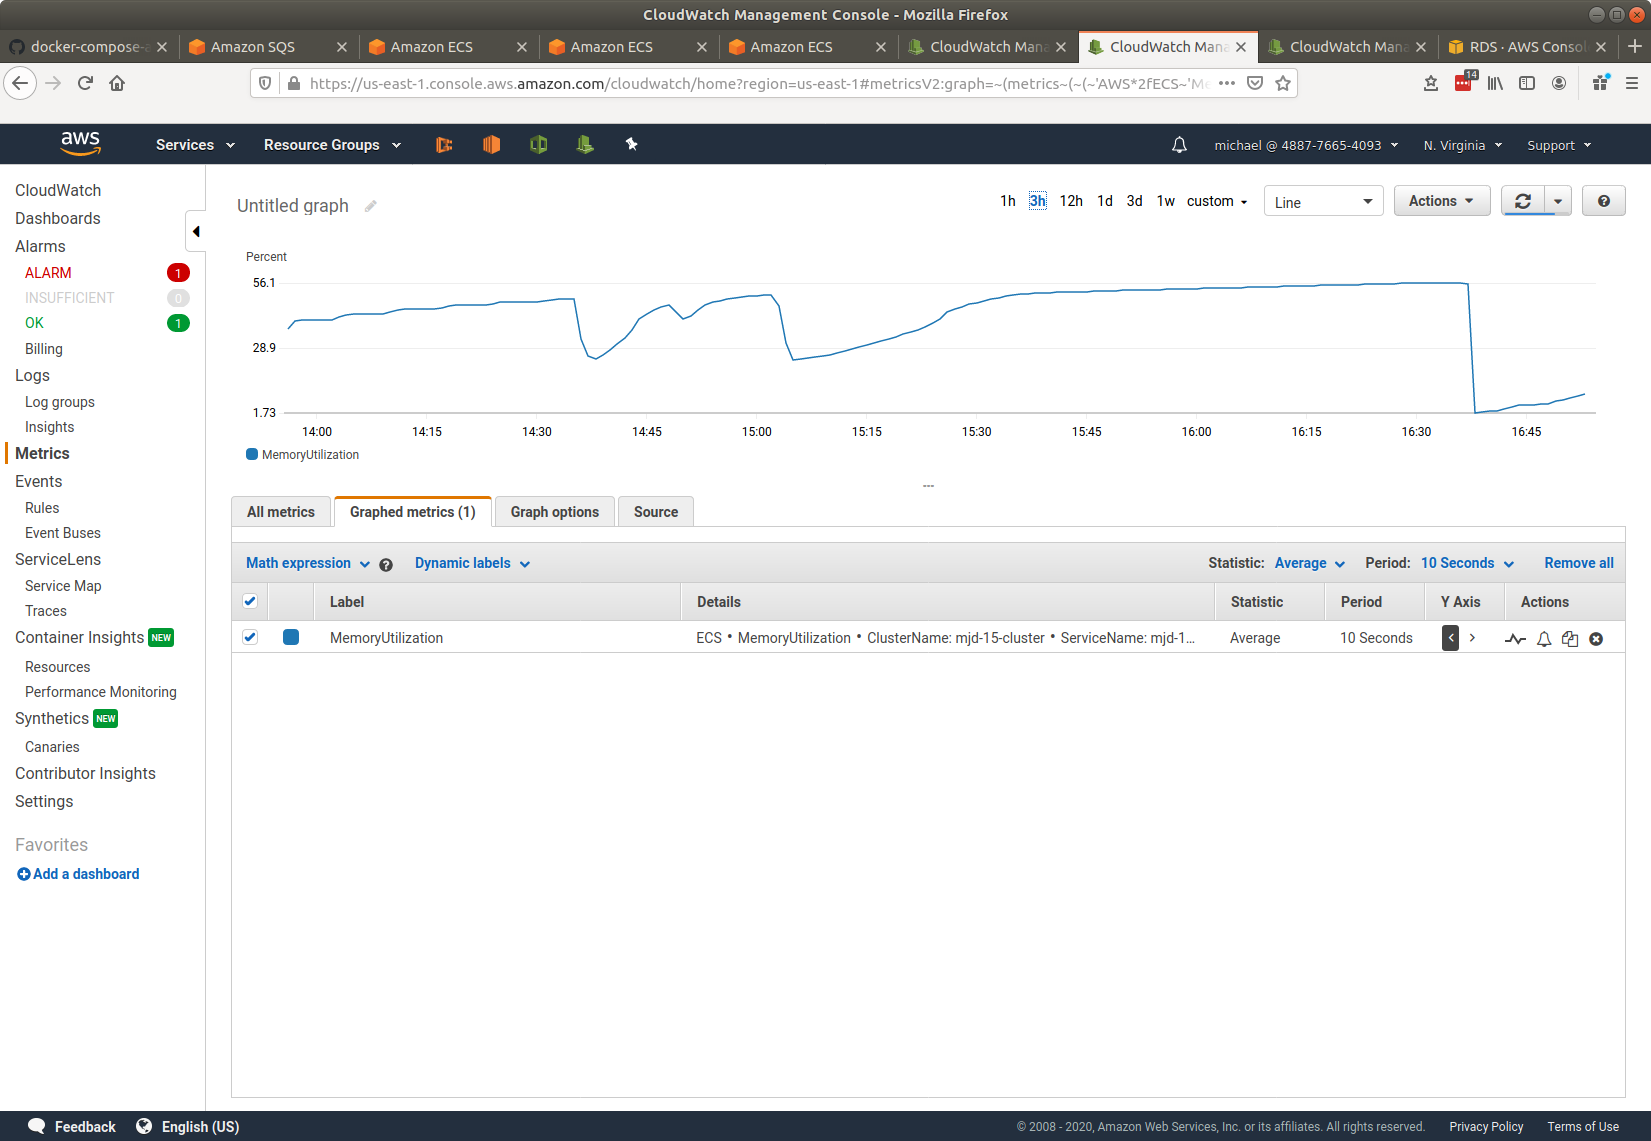 CloudWatch Management Console - Mozilla Firefox
docker-compose-a
Amazon SQS
Amazon ECS
Amazon ECS
Amazon ECS
CloudWatch Mana
CloudWatch Mana
CloudWatch Mana
RDS · AWS Consol
https://us-east-1.console.aws.amazon.com/cloudwatch/home?region=us-east-1#metricsV2:graph=~(metrics~(~(~'AWS*2fECS~'Me
14
aws
Services
Resource Groups
michael @ 4887-7665-4093
N. Virginia
Support
CloudWatch
Dashboards
Alarms
ALARM 1
INSUFFICIENT 0
OK 1
Billing
Logs
Log groups
Insights
Metrics
Events
Rules
Event Buses
ServiceLens
Service Map
Traces
Container Insights NEW
Resources
Performance Monitoring
Synthetics NEW
Canaries
Contributor Insights
Settings
Favorites
Add a dashboard
Untitled graph
1h 3h 12h 1d 3d 1w custom
Line
Actions
Percent
56.1
28.9
1.73
14:00 14:15 14:30 14:45 15:00 15:15 15:30 15:45 16:00 16:15 16:30 16:45
MemoryUtilization
All metrics
Graphed metrics (1)
Graph options
Source
Math expression
Dynamic labels
Statistic: Average
Period: 10 Seconds
Remove all
Label Details Statistic Period Y Axis Actions
MemoryUtilization ECS • MemoryUtilization • ClusterName: mjd-15-cluster • ServiceName: mjd-1... Average 10 Seconds < >
Feedback
English (US)
© 2008 - 2020, Amazon Web Services, Inc. or its affiliates. All rights reserved.
Privacy Policy
Terms of Use